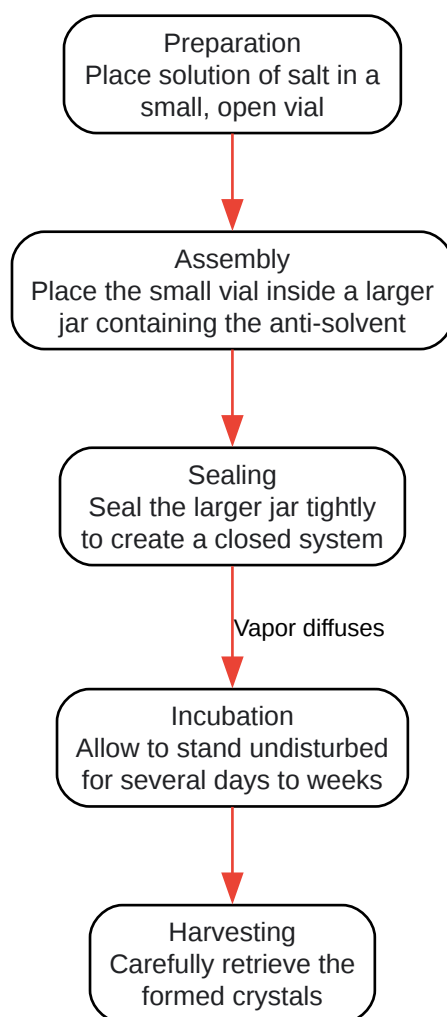 Preparation
Place solution of salt in a
small, open vial
Assembly
Place the small vial inside a larger
jar containing the anti-solvent
Sealing
Seal the larger jar tightly
to create a closed system
Vapor diffuses
Incubation
Allow to stand undisturbed
for several days to weeks
Harvesting
Carefully retrieve the
formed crystals